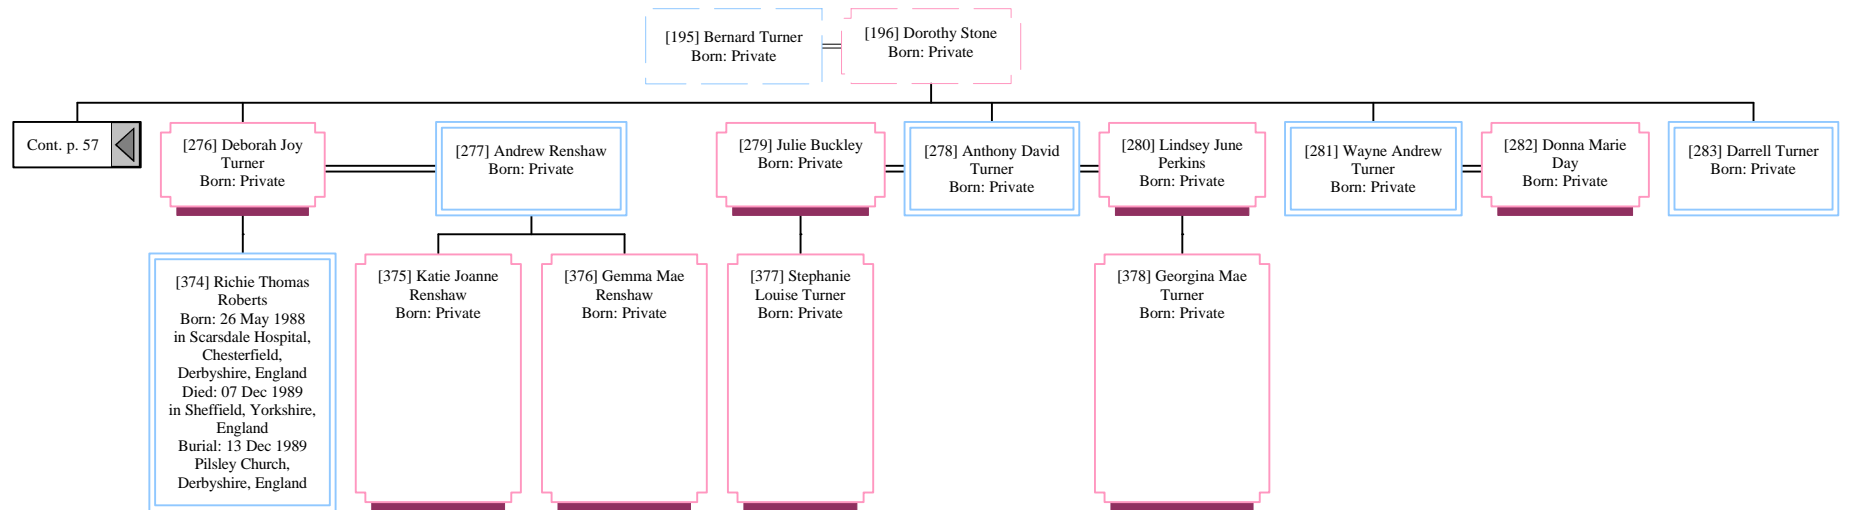 [195] Bernard Turner
Born: Private
[196] Dorothy Stone
Born: Private
Cont. p. 57
[276] Deborah Joy
Turner
Born: Private
[277] Andrew Renshaw
Born: Private
[279] Julie Buckley
Born: Private
[278] Anthony David
Turner
Born: Private
[280] Lindsey June
Perkins
Born: Private
[281] Wayne Andrew
Turner
Born: Private
[282] Donna Marie
Day
Born: Private
[283] Darrell Turner
Born: Private
[374] Richie Thomas
Roberts
Born: 26 May 1988
in Scarsdale Hospital,
Chesterfield,
Derbyshire, England
Died: 07 Dec 1989
in Sheffield, Yorkshire,
England
Burial: 13 Dec 1989
Pilsley Church,
Derbyshire, England
[375] Katie Joanne
Renshaw
Born: Private
[376] Gemma Mae
Renshaw
Born: Private
[377] Stephanie
Louise Turner
Born: Private
[378] Georgina Mae
Turner
Born: Private